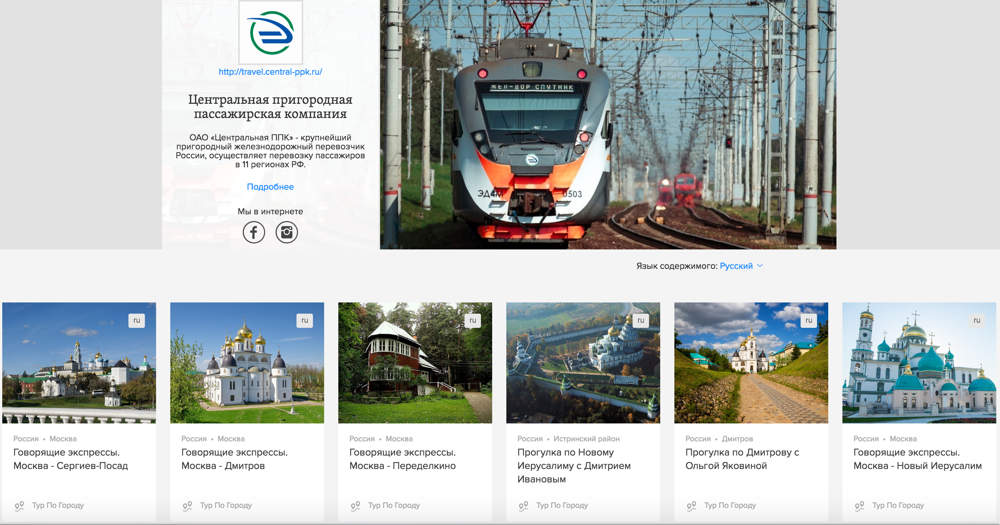 http://travel.central-ppk.ru/
Центральная пригородная
пассажирская компания
ОАО «Центральная ППК» - крупнейший
пригородный железнодорожный перевозчик
России, осуществляет перевозку пассажиров
в 11 регионах РФ.
Подробнее
Мы в интернете
ЖЕЛ-ДОР СПУТНИК
ЭД4М
0503
Язык содержимого: Русский
ru
Россия • Москва
Говорящие экспрессы.
Москва - Сергиев-Посад
Тур По Городу
ru
Россия • Москва
Говорящие экспрессы.
Москва - Дмитров
Тур По Городу
ru
Россия • Москва
Говорящие экспрессы.
Москва - Переделкино
Тур По Городу
ru
Россия • Истринский район
Прогулка по Новому
Иерусалиму с Дмитрием
Ивановым
Тур По Городу
ru
Россия • Дмитров
Прогулка по Дмитрову с
Ольгой Яковиной
Тур По Городу
ru
Россия • Москва
Говорящие экспрессы.
Москва - Новый Иерусалим
Тур По Городу